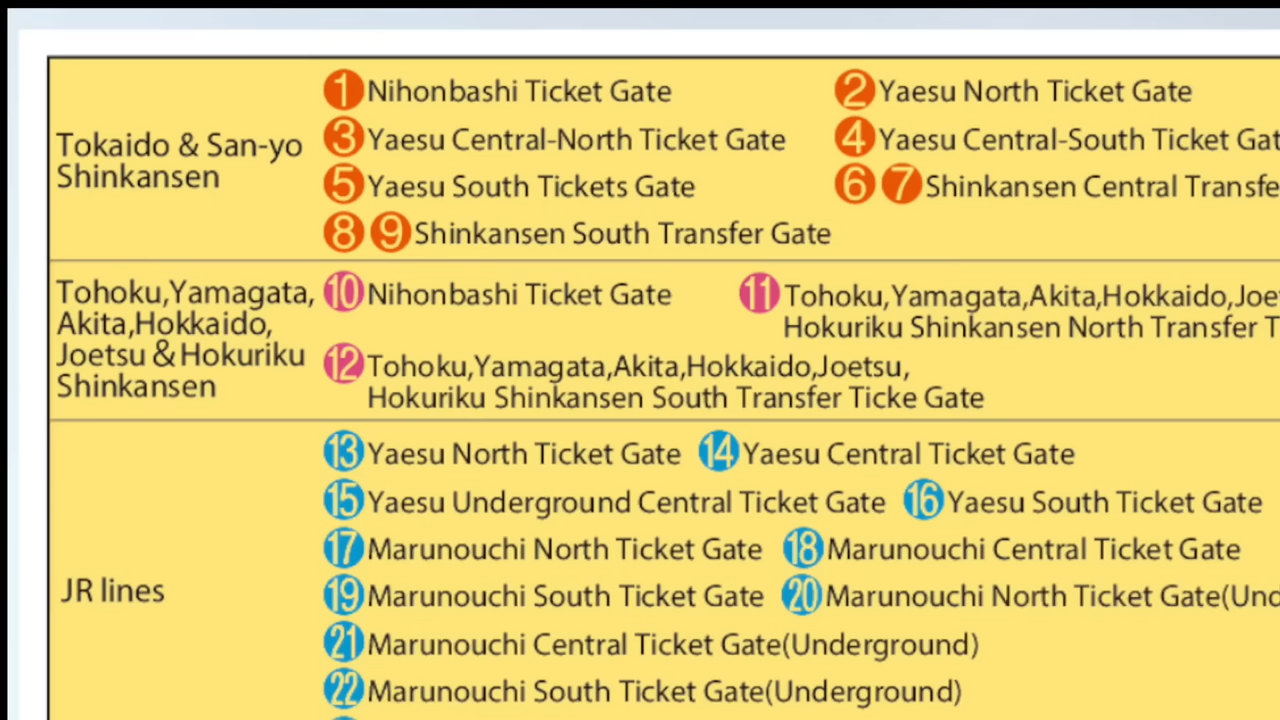 Tokaido & San-yo
Shinkansen
1 Nihonbashi Ticket Gate 2 Yaesu North Ticket Gate
3 Yaesu Central-North Ticket Gate 4 Yaesu Central-South Ticket
5 Yaesu South Tickets Gate 6 7 Shinkansen Central
8 9 Shinkansen South Transfer Gate
Tohoku,Yamagata,
Akita,Hokkaido,
Joetsu & Hokuriku
Shinkansen
10 Nihonbashi Ticket Gate 11 Tohoku,Yamagata,Akita,Hokkaido,
Hokuriku Shinkansen North Transfer
12 Tohoku,Yamagata,Akita,Hokkaido,Joetsu,
Hokuriku Shinkansen South Transfer Ticke Gate
JR lines
13 Yaesu North Ticket Gate 14 Yaesu Central Ticket Gate
15 Yaesu Underground Central Ticket Gate 16 Yaesu South Ticket Gate
17 Marunouchi North Ticket Gate 18 Marunouchi Central Ticket Gate
19 Marunouchi South Ticket Gate 20 Marunouchi North Ticket Gate
21 Marunouchi Central Ticket Gate(Underground)
22 Marunouchi South Ticket Gate(Underground)